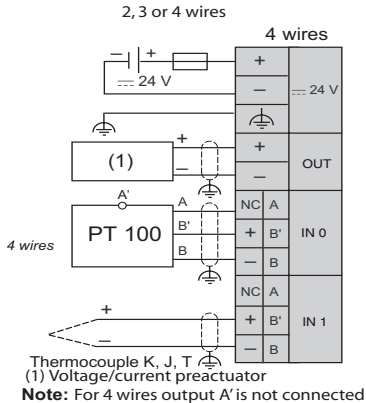 2, 3 or 4 wires
4 wires
− +
+
24 V
−
24 V
+
+
OUT
(1)
−
−
A'
A
NC A
PT 100
B'
+ B'
IN 0
4 wires
B
− B
NC A
+
+ B'
IN 1
−
− B
Thermocouple K, J, T
(1) Voltage/current preactuator
Note: For 4 wires output A' is not connected